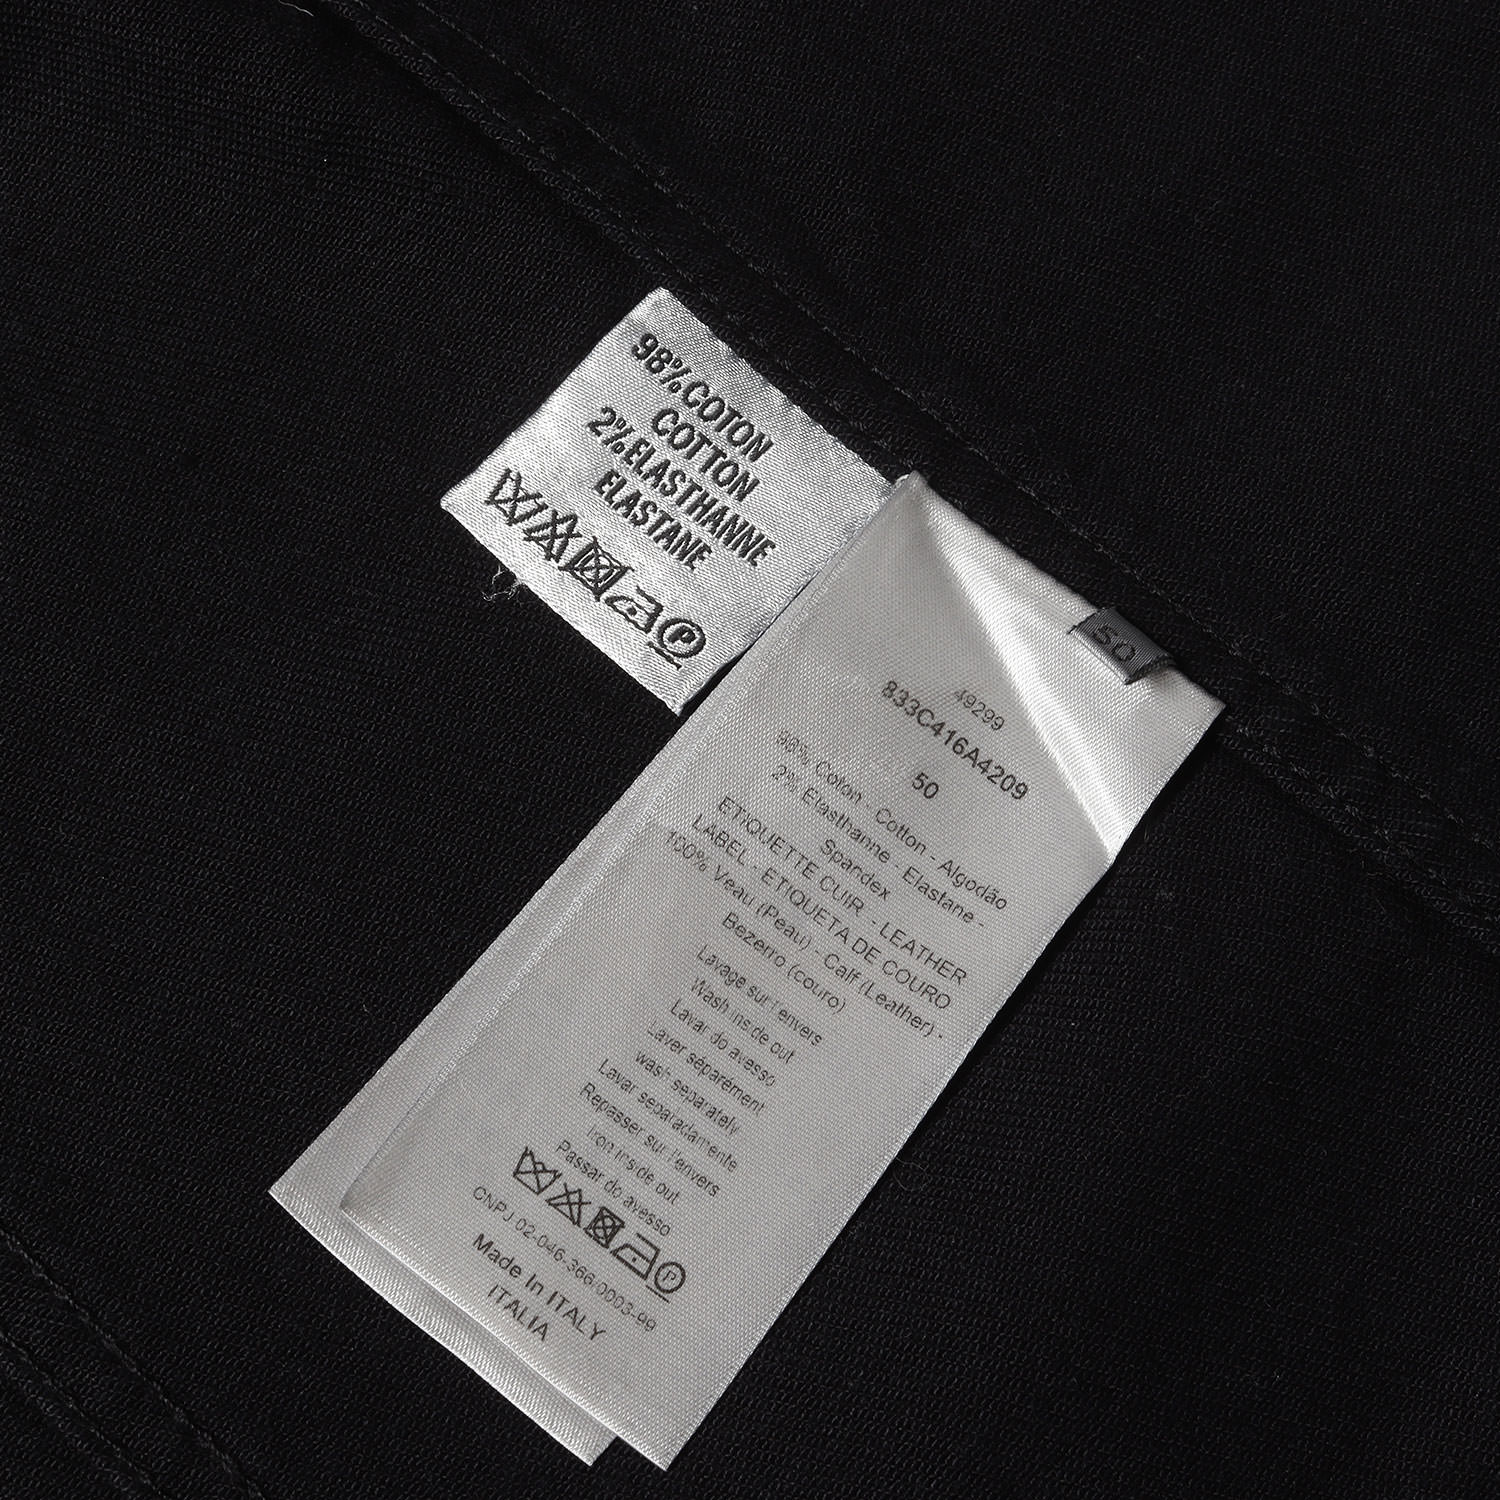 98%COTON
COTTON
2%ELASTHANNE
ELASTANE
P
50
49299
833C416A4209
50
98% Coton - Cotton - Algodão
2% Elasthanne - Elastane -
Spandex
ETIQUETTE CUIR - LEATHER
LABEL - ETIQUETA DE COURO
100% Veau (Peau) - Calf (Leather) -
Bezerro (couro)
Lavage sur l'envers
Wash inside out
Lavar do avesso
Laver séparément
wash separately
Lavar separadamente
Repasser sur l'envers
Iron inside out
Passar do avesso
P
CNPJ 02-046-366 0003-99
Made In ITALY
ITALIA